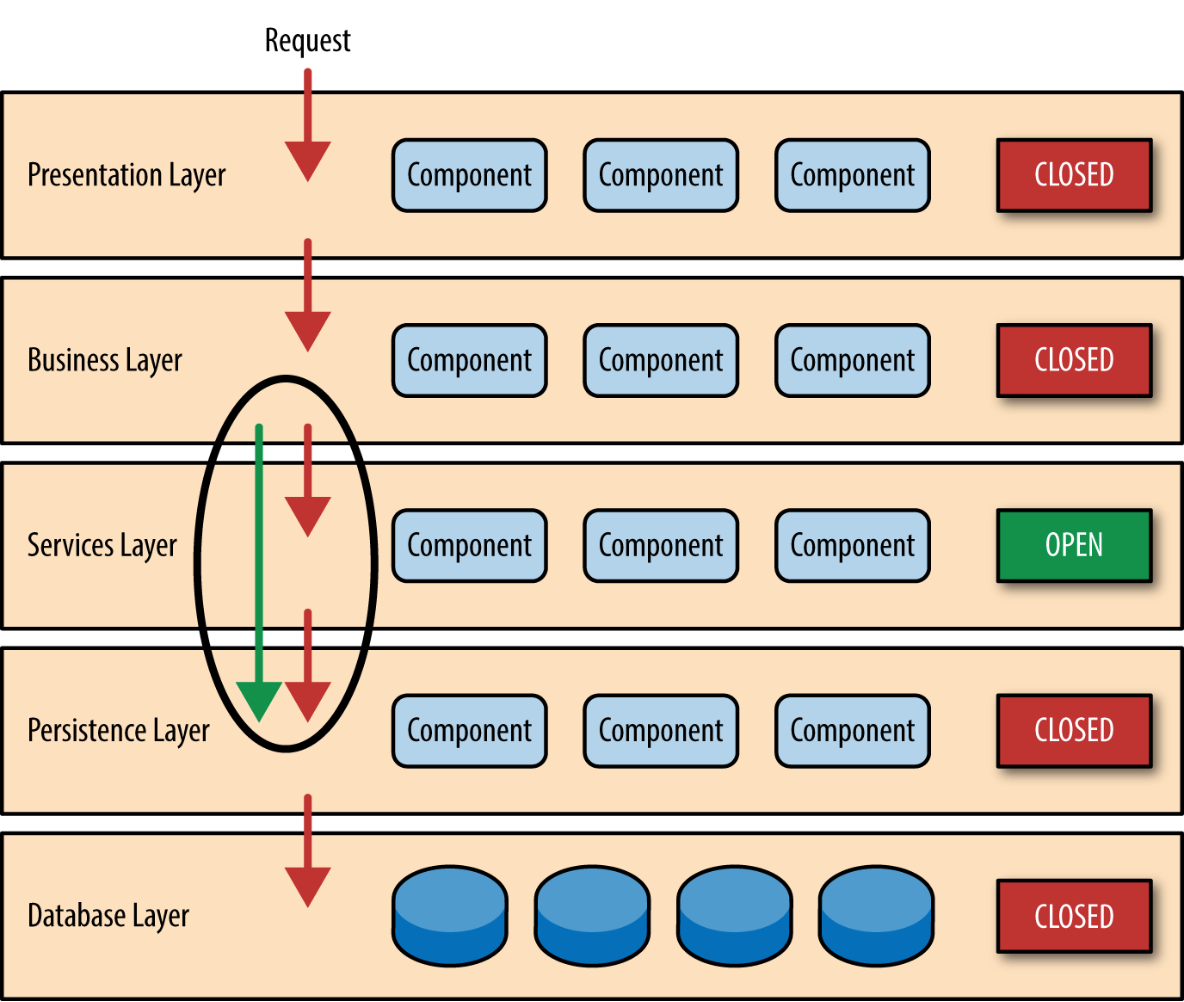 Request
Presentation Layer Component Component Component CLOSED
Business Layer Component Component Component CLOSED
Services Layer Component Component Component OPEN
Persistence Layer Component Component Component CLOSED
Database Layer CLOSED